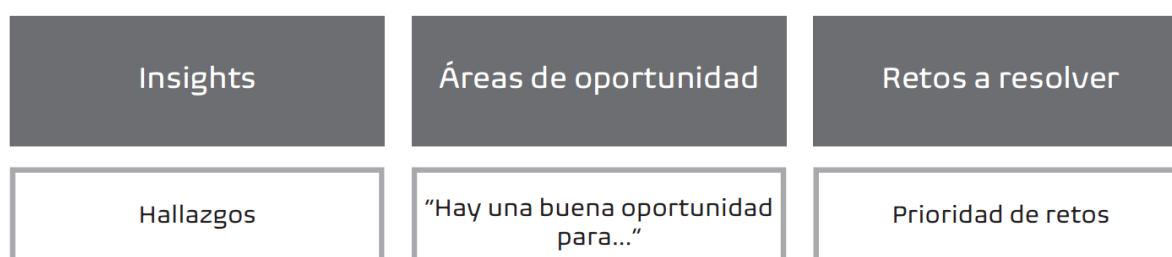 Insights
Áreas de oportunidad
Retos a resolver
Hallazgos
"Hay una buena oportunidad
para..."
Prioridad de retos